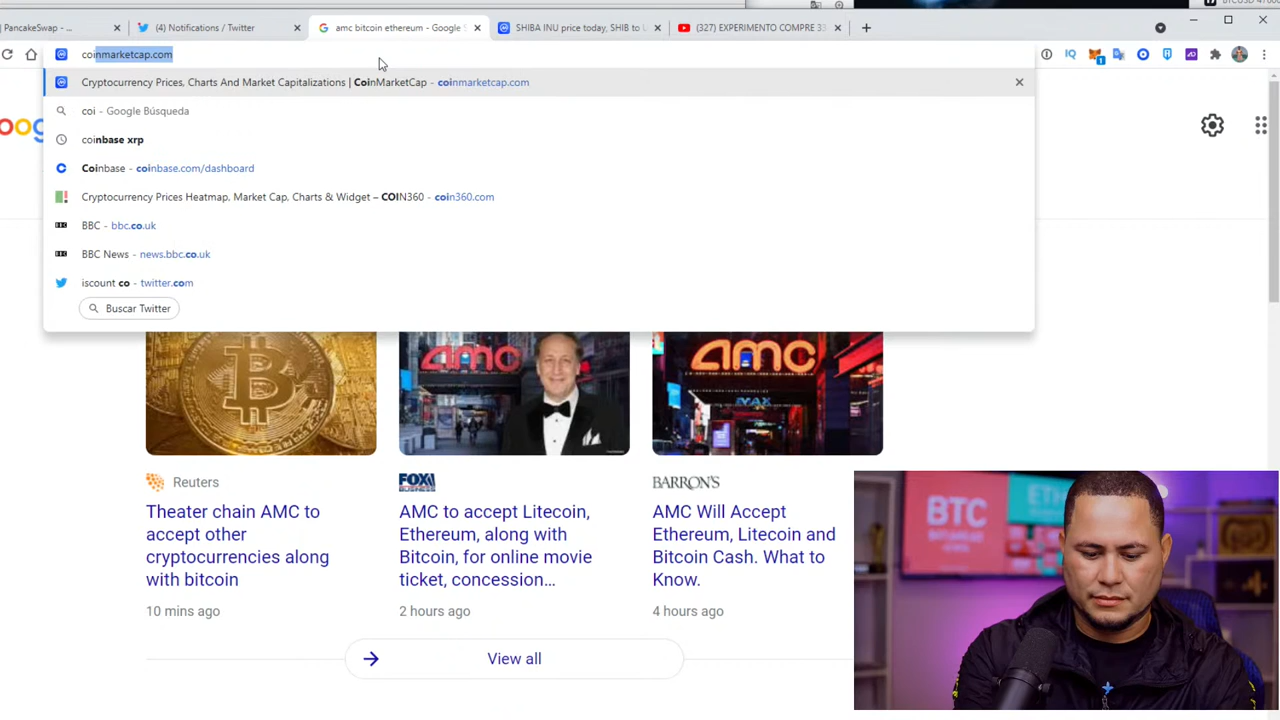 BTCUSD 47000
PancakeSwap - ...
(4) Notifications / Twitter
amc bitcoin ethereum - Google S
SHIBA INU price today, SHIB to U
(327) EXPERIMENTO COMPRE 33
coinmarketcap.com
IQ
1
Cryptocurrency Prices, Charts And Market Capitalizations | CoinMarketCap - coinmarketcap.com
coi - Google Búsqueda
coinbase xrp
Coinbase - coinbase.com/dashboard
Cryptocurrency Prices Heatmap, Market Cap, Charts & Widget – COIN360 - coin360.com
BBC - bbc.co.uk
BBC News - news.bbc.co.uk
iscount co - twitter.com
Buscar Twitter
amc
amc
IMAX
Reuters
FOX
BUSINESS
BARRON'S
Theater chain AMC to
accept other
cryptocurrencies along
with bitcoin
AMC to accept Litecoin,
Ethereum, along with
Bitcoin, for online movie
ticket, concession...
AMC Will Accept
Ethereum, Litecoin and
Bitcoin Cash. What to
Know.
10 mins ago
2 hours ago
4 hours ago
View all
BTC
ETH